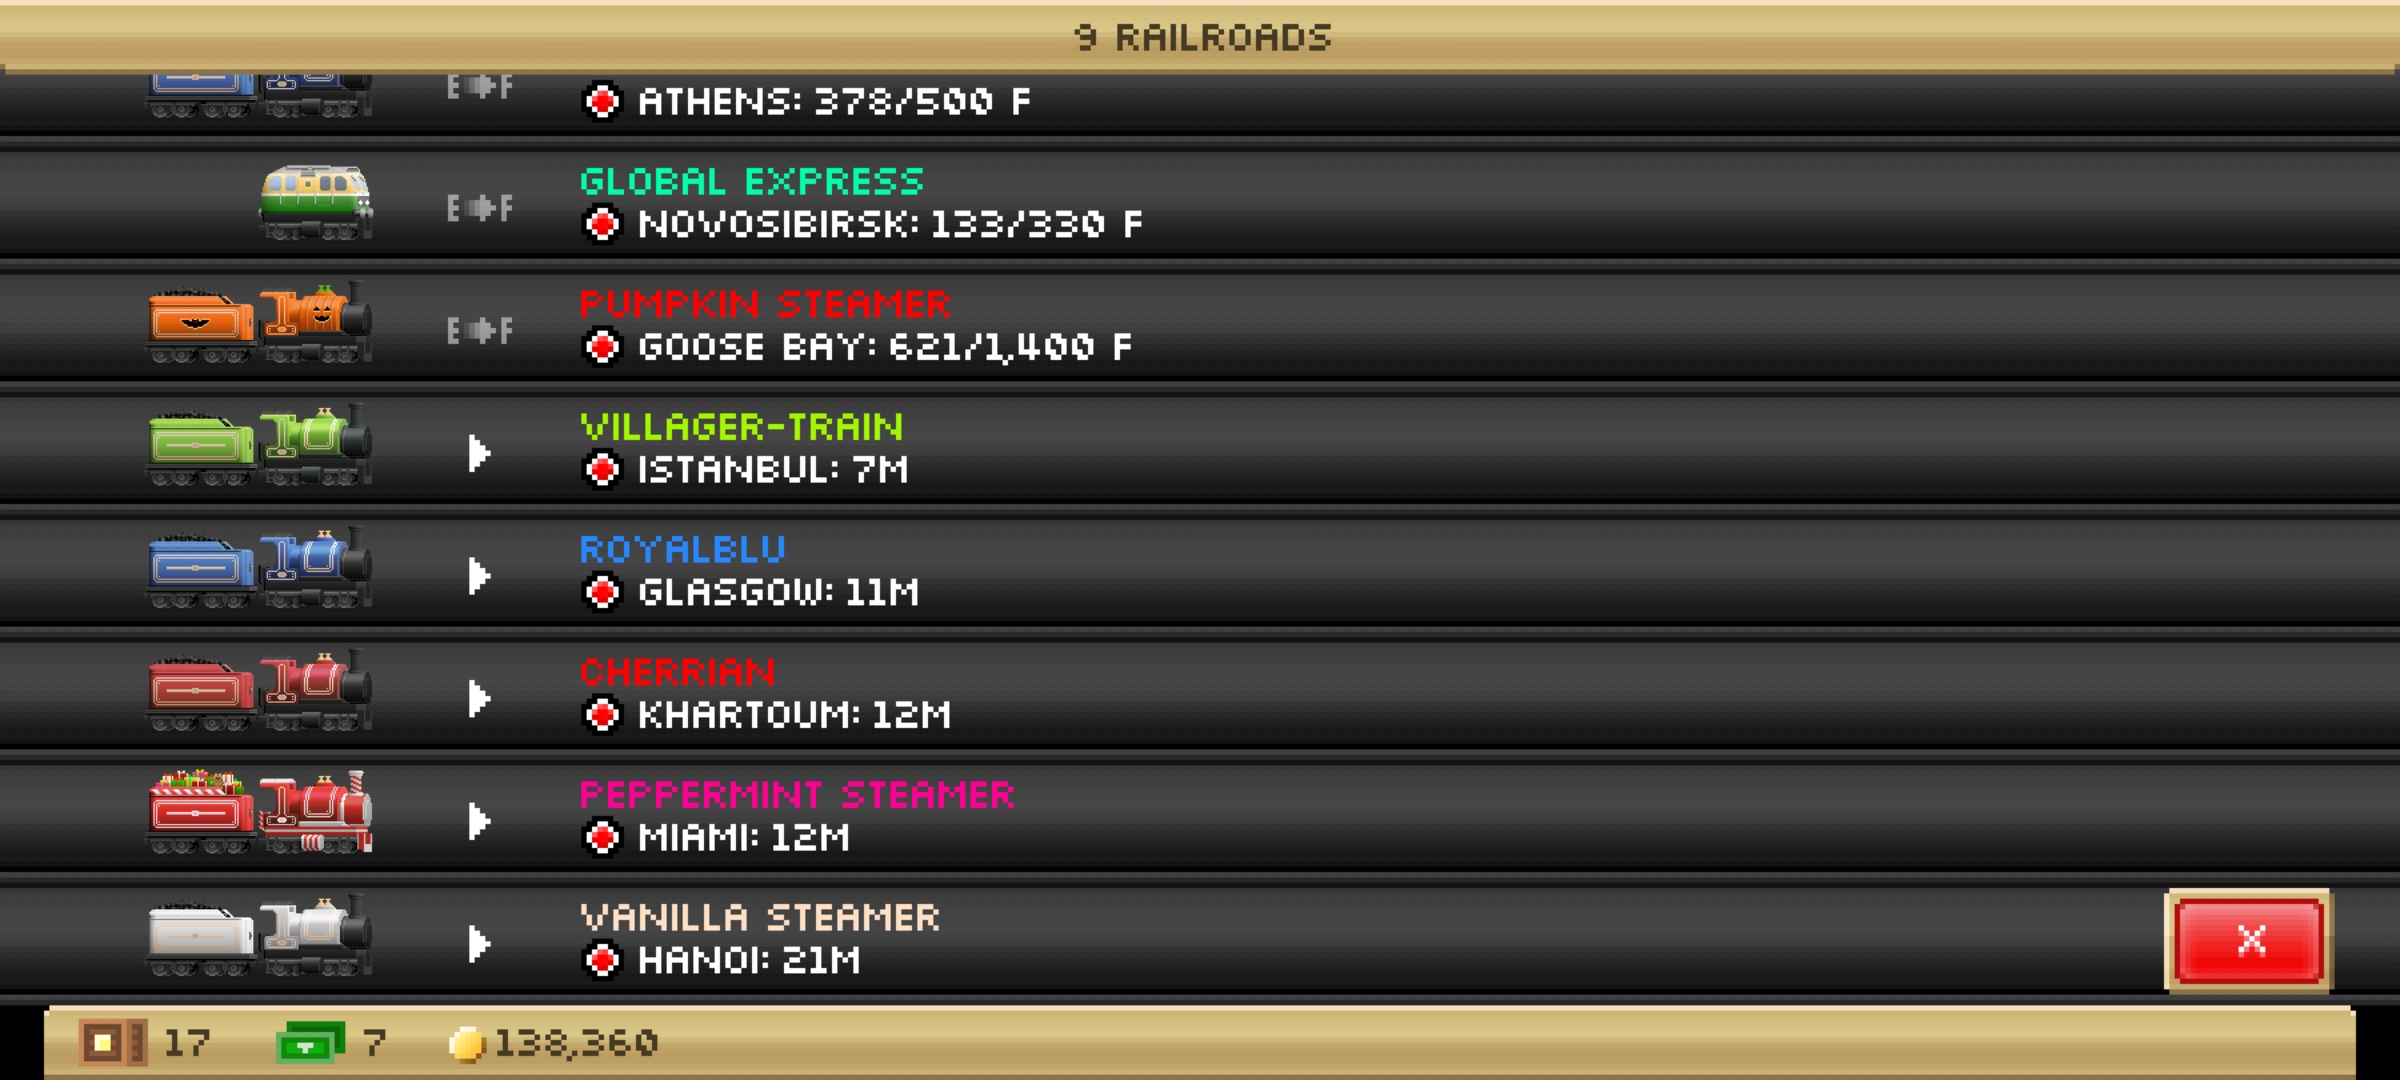 9 RAILROADS
E F
ATHENS: 378/500 F
GLOBAL EXPRESS
E F
NOVOSIBIRSK: 133/330 F
PUMPKIN STEAMER
E F
GOOSE BAY: 621/1,400 F
VILLAGER-TRAIN
ISTANBUL: 7M
ROYALBLU
GLASGOW: 11M
CHERRIAN
KHARTOUM: 12M
PEPPERMINT STEAMER
MIAMI: 12M
VANILLA STEAMER
HANOI: 21M
X
17 7 138,360